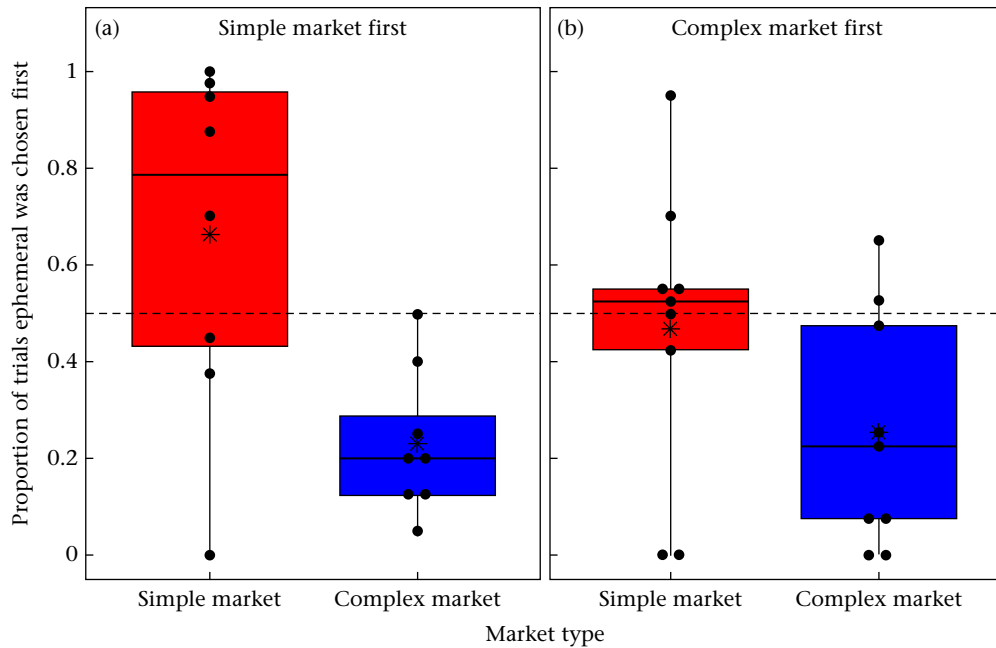 (a) Simple market first
(b) Complex market first
Proportion of trials ephemeral was chosen first
1
0.8
0.6
0.4
0.2
0
Simple market Complex market
Simple market Complex market
Market type